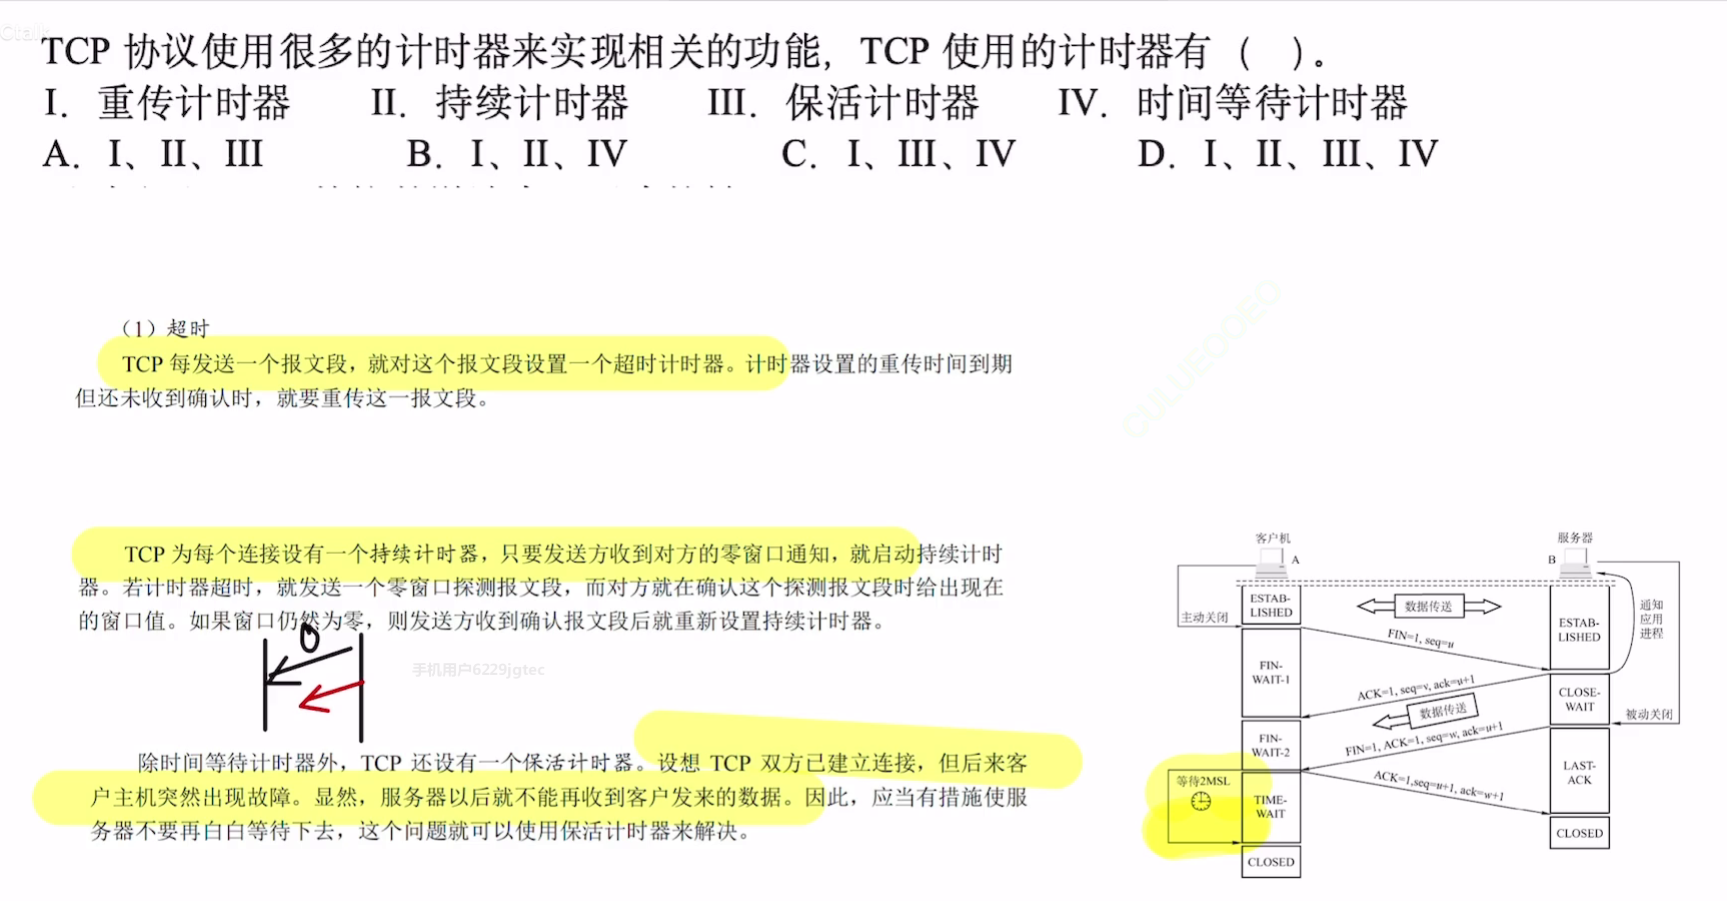 Ctalk
TCP 协议使用很多的计时器来实现相关的功能，TCP 使用的计时器有（ ）。
I. 重传计时器 II. 持续计时器 III. 保活计时器 IV. 时间等待计时器
A. I、II、III B. I、II、IV C. I、III、IV D. I、II、III、IV
（1）超时
TCP 每发送一个报文段，就对这个报文段设置一个超时计时器。计时器设置的重传时间到期
但还未收到确认时，就要重传这一报文段。
TCP 为每个连接设有一个持续计时器，只要发送方收到对方的零窗口通知，就启动持续计时
器。若计时器超时，就发送一个零窗口探测报文段，而对方就在确认这个探测报文段时给出现在
的窗口值。如果窗口仍然为零，则发送方收到确认报文段后就重新设置持续计时器。
0
手机用户6229jgtec
除时间等待计时器外，TCP 还设有一个保活计时器。设想 TCP 双方已建立连接，但后来客
户主机突然出现故障。显然，服务器以后就不能再收到客户发来的数据。因此，应当有措施使服
务器不要再白白等待下去，这个问题就可以使用保活计时器来解决。
客户机 服务器
A B
ESTAB-
LISHED
数据传送
通知
应用
进程
主动关闭
ESTAB-
LISHED
FIN=1, seq=u
FIN-
WAIT-1
ACK=1, seq=v, ack=u+1
CLOSE-
WAIT
数据传送
被动关闭
FIN-
WAIT-2
FIN=1, ACK=1, seq=w, ack=u+1
LAST-
ACK
等待2MSL
ACK=1,seq=u+1, ack=w+1
TIME-
WAIT
CLOSED
CLOSED